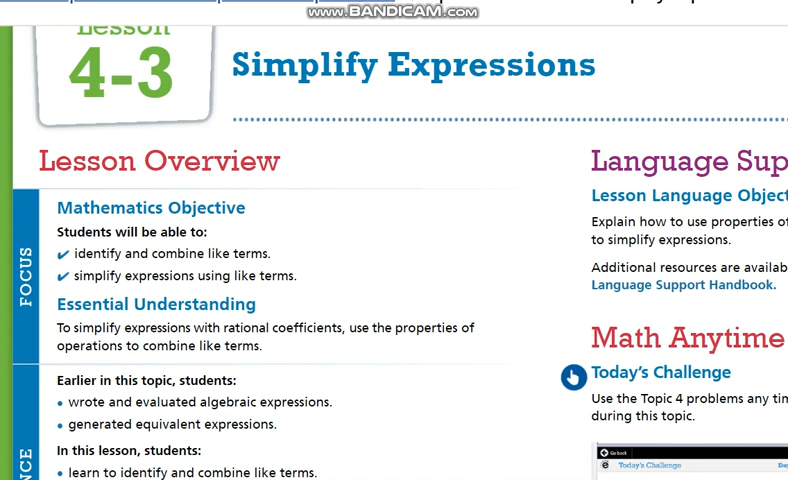 www.BANDICAM.com
Lesson
4-3
Simplify Expressions
Lesson Overview
FOCUS
Mathematics Objective
Students will be able to:
✔ identify and combine like terms.
✔ simplify expressions using like terms.
Essential Understanding
To simplify expressions with rational coefficients, use the properties of
operations to combine like terms.
Earlier in this topic, students:
• wrote and evaluated algebraic expressions.
• generated equivalent expressions.
In this lesson, students:
• learn to identify and combine like terms.
Language Sup
Lesson Language Object
Explain how to use properties of
to simplify expressions.
Additional resources are availab
Language Support Handbook.
Math Anytime
Today's Challenge
Use the Topic 4 problems any tim
during this topic.
Go back
Today's Challenge